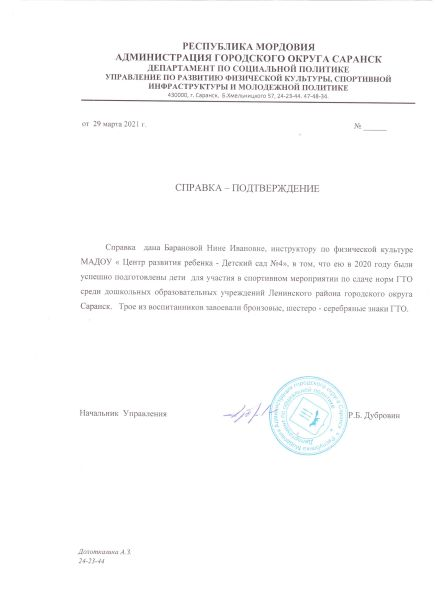 РЕСПУБЛИКА МОРДОВИЯ
АДМИНИСТРАЦИЯ ГОРОДСКОГО ОКРУГА САРАНСК
ДЕПАРТАМЕНТ ПО СОЦИАЛЬНОЙ ПОЛИТИКЕ
УПРАВЛЕНИЕ ПО РАЗВИТИЮ ФИЗИЧЕСКОЙ КУЛЬТУРЫ, СПОРТИВНОЙ
ИНФРАСТРУКТУРЫ И МОЛОДЕЖНОЙ ПОЛИТИКЕ
430000, г. Саранск, Б.Хмельницкого 57, 24-23-44, 47-48-34.
от 29 марта 2021 г.
№ ______
СПРАВКА – ПОДТВЕРЖДЕНИЕ
Справка дана Барановой Нине Ивановне, инструктору по физической культуре
МАДОУ « Центр развития ребенка - Детский сад №4», в том, что ею в 2020 году были
успешно подготовлены дети для участия в спортивном мероприятии по сдаче норм ГТО
среди дошкольных образовательных учреждений Ленинского района городского округа
Саранск. Трое из воспитанников завоевали бронзовые, шестеро - серебряные знаки ГТО.
Начальник Управления
Р.Б. Дубровин
24-23-44